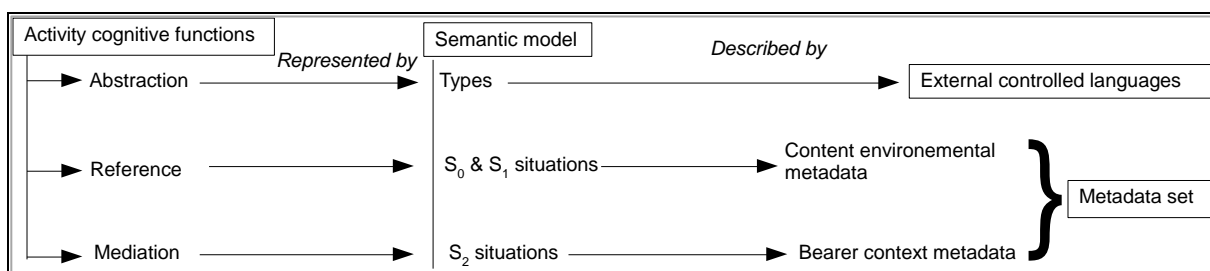 Activity cognitive functions
Semantic model
Described by
Represented by
Abstraction
Types
External controlled languages
Reference
S₀ & S₁ situations
Content environemental
metadata
Metadata set
Mediation
S₂ situations
Bearer context metadata